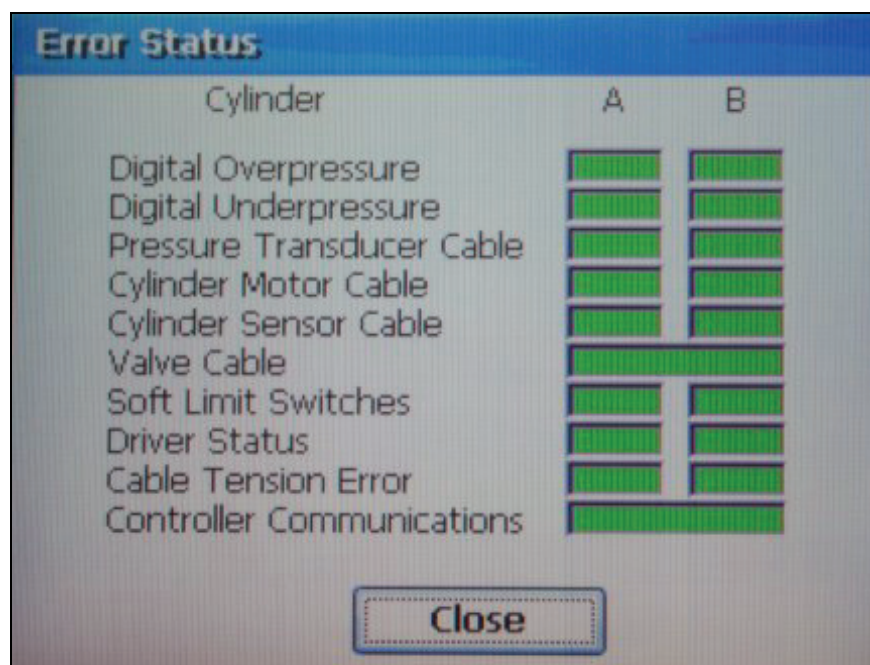 Error Status
Cylinder A B
Digital Overpressure
Digital Underpressure
Pressure Transducer Cable
Cylinder Motor Cable
Cylinder Sensor Cable
Valve Cable
Soft Limit Switches
Driver Status
Cable Tension Error
Controller Communications
Close